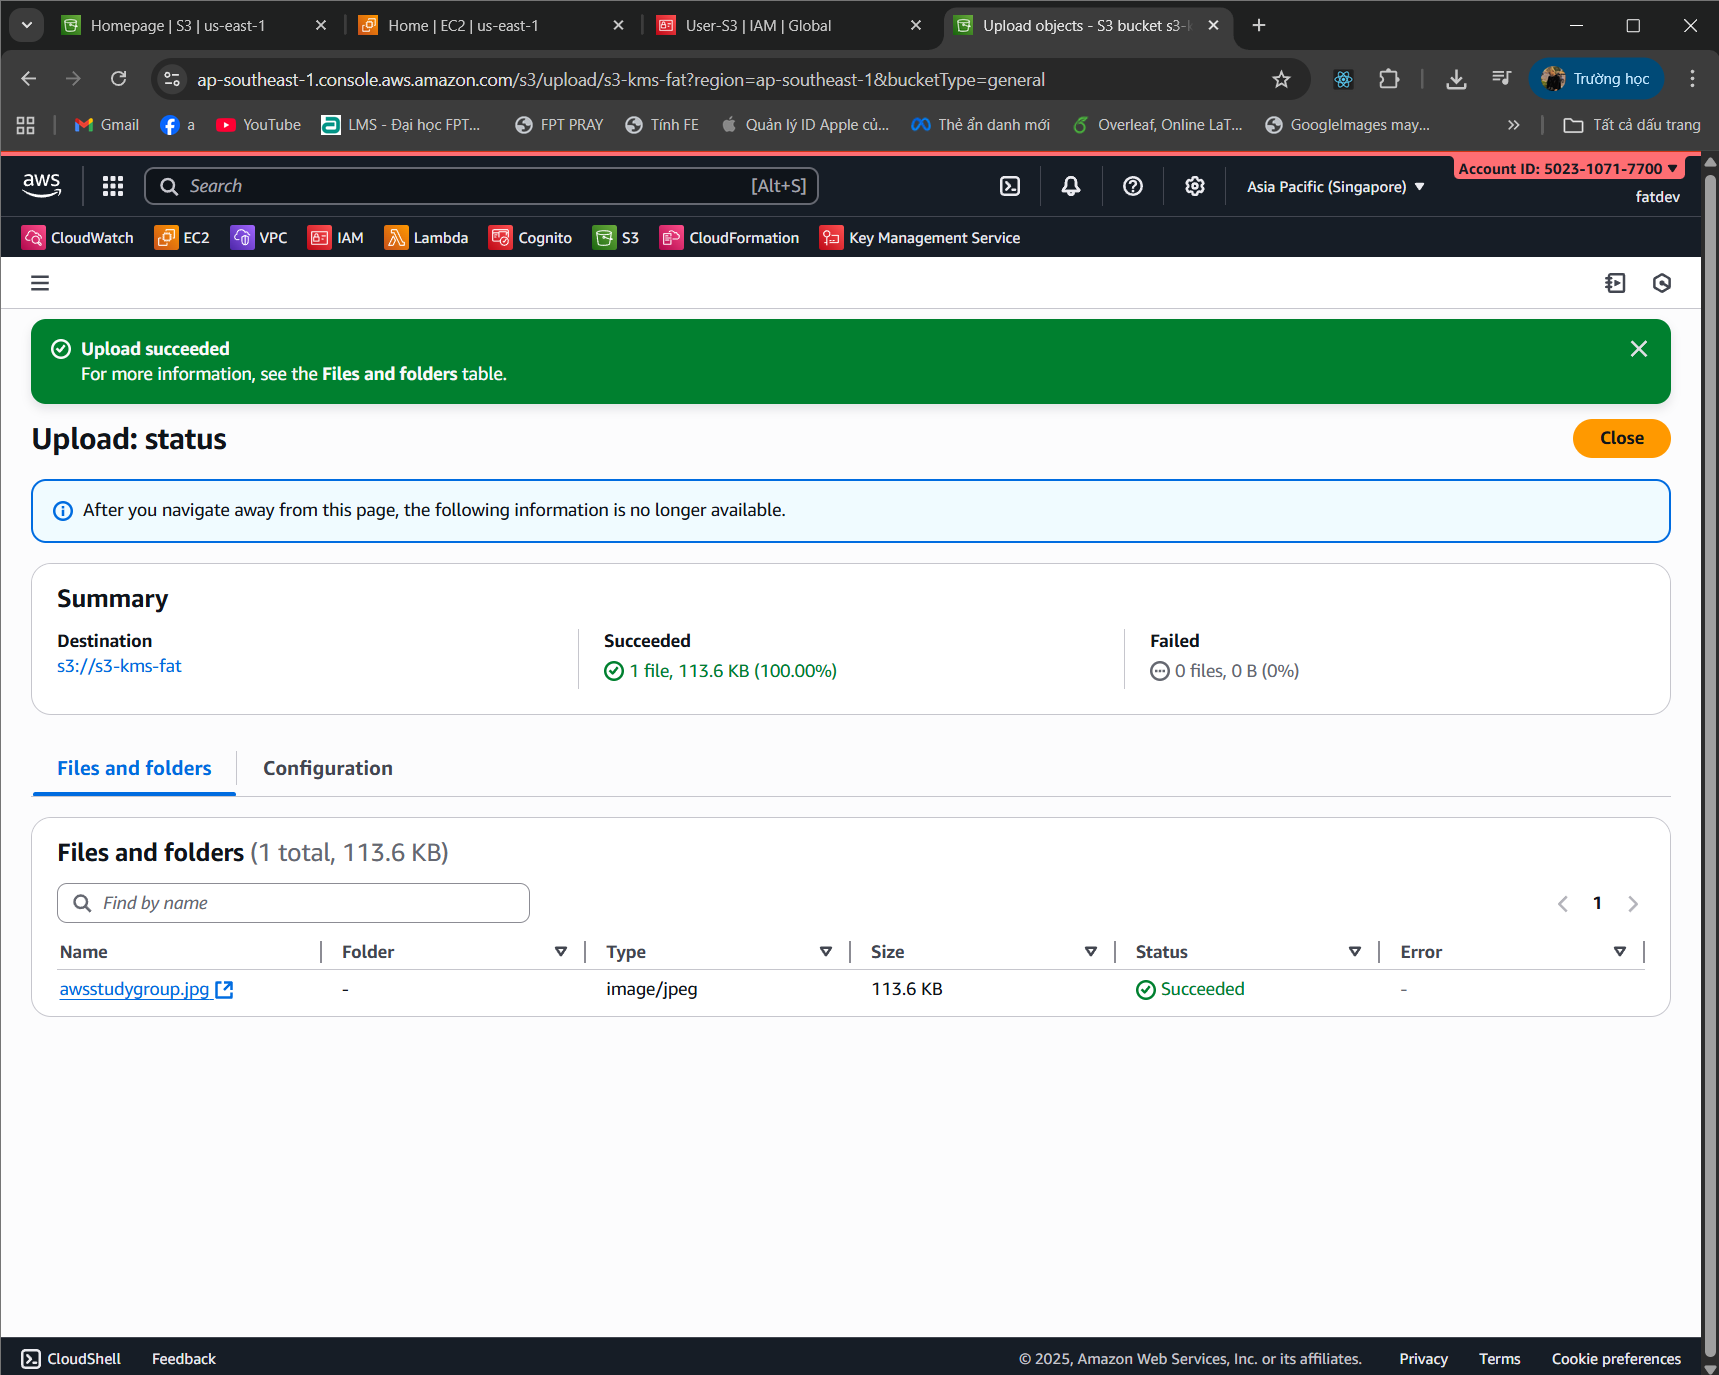 Homepage | S3 | us-east-1
Home | EC2 | us-east-1
User-S3 | IAM | Global
Upload objects - S3 bucket s3-k
ap-southeast-1.console.aws.amazon.com/s3/upload/s3-kms-fat?region=ap-southeast-1&bucketType=general
Trường học
Gmail
a
YouTube
LMS - Đại học FPT...
FPT PRAY
Tính FE
Quản lý ID Apple củ...
Thẻ ẩn danh mới
Overleaf, Online LaT...
GoogleImages may...
Tất cả dấu trang
aws
Search
[Alt+S]
Asia Pacific (Singapore)
Account ID: 5023-1071-7700
fatdev
CloudWatch
EC2
VPC
IAM
Lambda
Cognito
S3
CloudFormation
Key Management Service
Upload succeeded
For more information, see the Files and folders table.
Upload: status
Close
After you navigate away from this page, the following information is no longer available.
Summary
Destination
s3://s3-kms-fat
Succeeded
1 file, 113.6 KB (100.00%)
Failed
0 files, 0 B (0%)
Files and folders
Configuration
Files and folders (1 total, 113.6 KB)
Find by name
1
Name
Folder
Type
Size
Status
Error
awsstudygroup.jpg
-
image/jpeg
113.6 KB
Succeeded
-
CloudShell
Feedback
© 2025, Amazon Web Services, Inc. or its affiliates.
Privacy
Terms
Cookie preferences